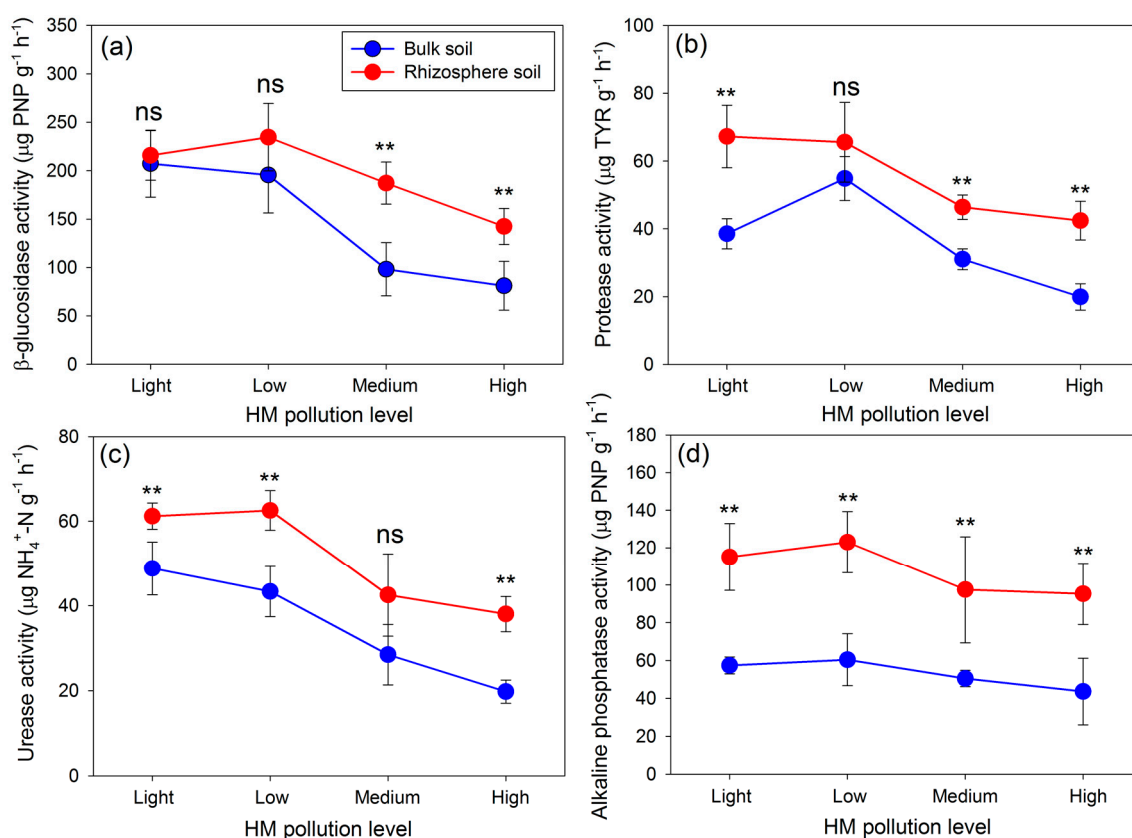 (a)
Bulk soil
Rhizosphere soil
β-glucosidase activity (μg PNP g⁻¹ h⁻¹)
350
300
250
200
150
100
50
0
ns
ns
**
**
Light Low Medium High
HM pollution level
(b)
Protease activity (μg TYR g⁻¹ h⁻¹)
100
80
60
40
20
0
**
ns
**
**
Light Low Medium High
HM pollution level
(c)
Urease activity (μg NH₄⁺-N g⁻¹ h⁻¹)
80
60
40
20
0
**
**
ns
**
Light Low Medium High
HM pollution level
(d)
Alkaline phosphatase activity (μg PNP g⁻¹ h⁻¹)
180
160
140
120
100
80
60
40
20
0
**
**
**
**
Light Low Medium High
HM pollution level